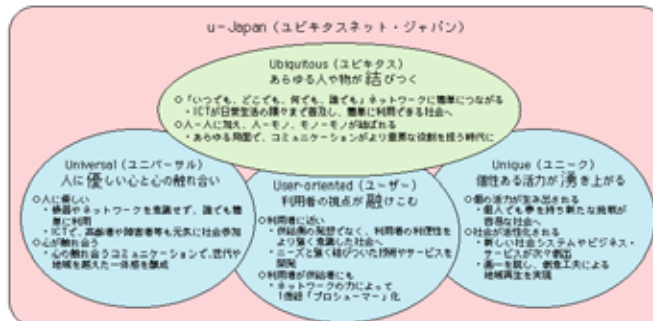 u-Japan（ユビキタスネット・ジャパン）
Ubiquitous（ユビキタス）
あらゆる人や物が結びつく
○「いつでも、どこでも、何でも、誰でも」ネットワークに簡単につながる
・ICTが日常生活の隅々まで普及し、簡単に利用できる社会へ
○人－人に加え、人－モノ、モノ－モノが結ばれる
・あらゆる局面で、コミュニケーションがより重要な役割を担う時代に
Universal（ユニバーサル）
人に優しい心と心の触れ合い
○人に優しい
・機器やネットワークを意識せず、誰でも簡
単に利用
・ICTで、高齢者や障害者等も元気に社会参加
○心が触れ合う
・心の触れ合うコミュニケーションで、世代や
地域を越えた一体感を醸成
User-oriented（ユーザー）
利用者の視点が融けこむ
○利用者に近い
・供給側の発想でなく、利用者の利便性を
より強く意識した社会へ
・ニーズと強く結びついた技術やサービスを
開発
○利用者が供給者にも
・ネットワークの力によって
1億総「プロシューマー」化
Unique（ユニーク）
個性ある活力が湧き上がる
○個の活力が生み出される
・個人でも夢を持ち新たな挑戦が
容易な社会へ
○社会が活性化される
・新しい社会システムやビジネス・
サービスが次々創出
・画一を脱し、創意工夫による
地域再生を実現